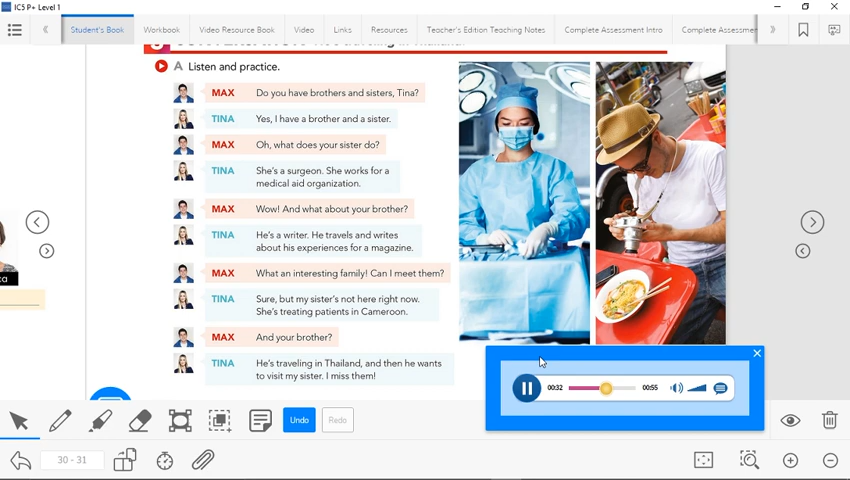 IC5 P+ Level 1
Student's Book
Workbook
Video Resource Book
Video
Links
Resources
Teacher's Edition Teaching Notes
Complete Assessment Intro
Complete Assessmen
A Listen and practice.
MAX Do you have brothers and sisters, Tina?
TINA Yes, I have a brother and a sister.
MAX Oh, what does your sister do?
TINA She's a surgeon. She works for a
medical aid organization.
MAX Wow! And what about your brother?
TINA He's a writer. He travels and writes
about his experiences for a magazine.
MAX What an interesting family! Can I meet them?
TINA Sure, but my sister's not here right now.
She's treating patients in Cameroon.
MAX And your brother?
TINA He's traveling in Thailand, and then he wants
to visit my sister. I miss them!
ca
00:32
00:55
Undo
Redo
30 - 31